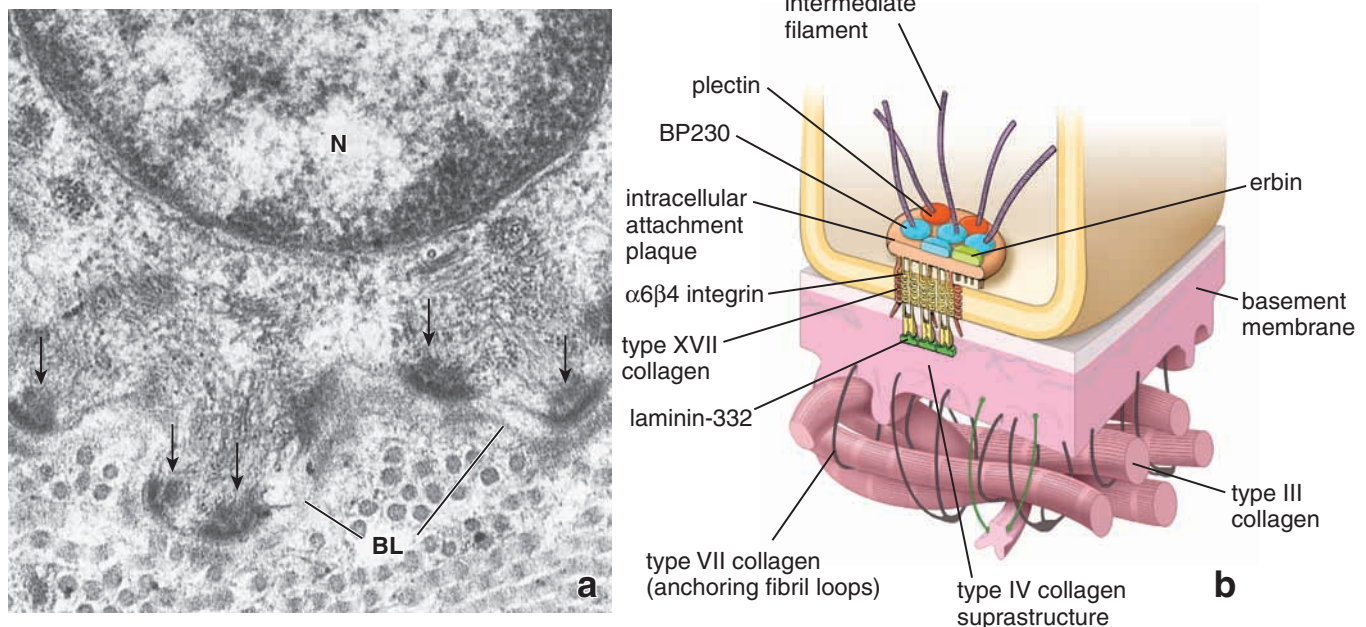 N
BL
a
intermediate
filament
plectin
BP230
intracellular
attachment
plaque
α6β4 integrin
type XVII
collagen
laminin-332
type VII collagen
(anchoring fibril loops)
type IV collagen
suprastructure
erbin
basement
membrane
type III
collagen
b